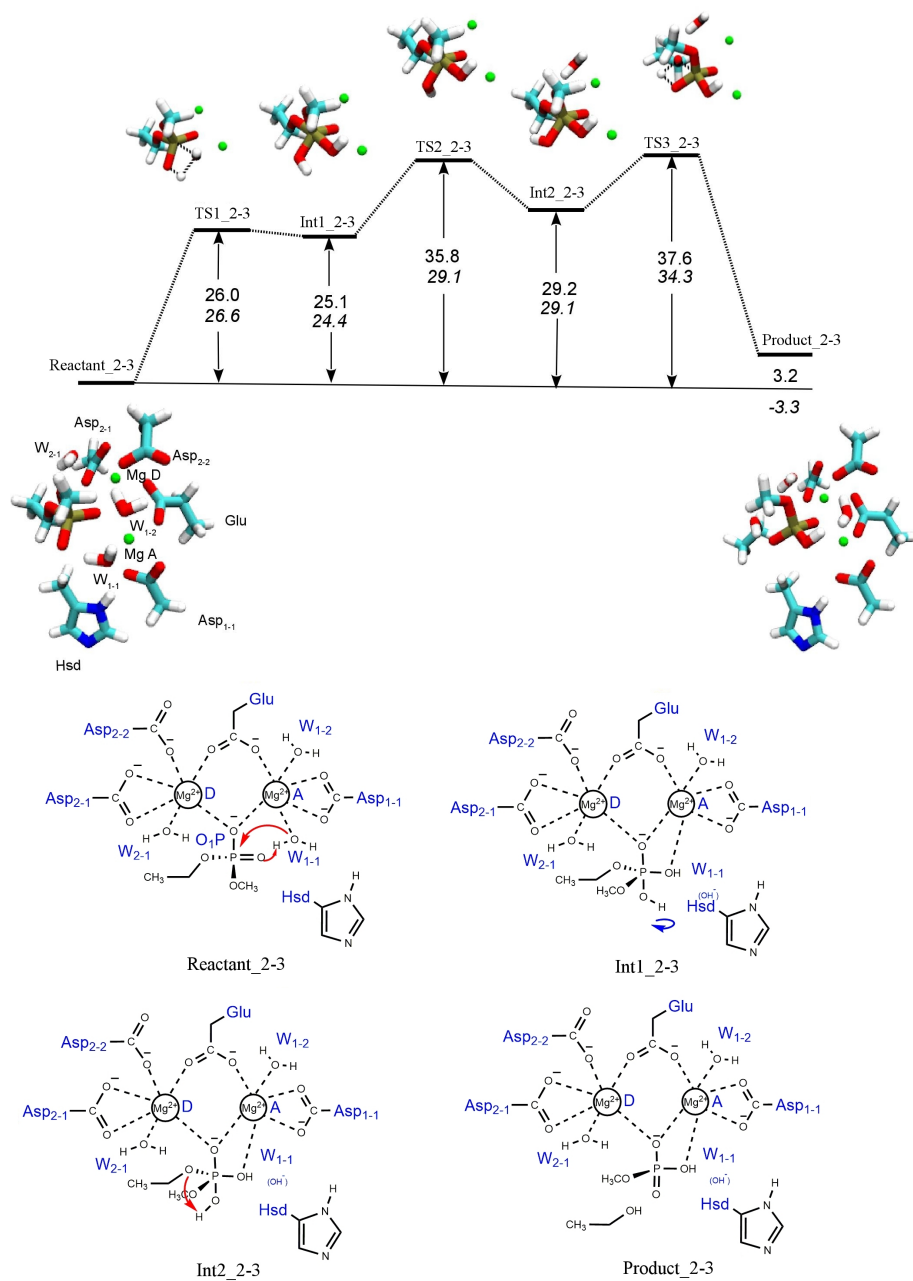 TS2_2-3
TS3_2-3
TS1_2-3
Int1_2-3
Int2_2-3
35.8
29.1
37.6
34.3
26.0
26.6
25.1
24.4
29.2
29.1
Product_2-3
Reactant_2-3
3.2
-3.3
Asp2-1
W2-1
Asp2-2
Mg D
W1-2
Glu
Mg A
W1-1
Asp1-1
Hsd
Glu
Asp2-2
W1-2
Asp2-1
Mg2+ D
Mg2+ A
Asp1-1
O1P
W2-1
W1-1
CH3
OCH3
Hsd
Reactant_2-3
Glu
Asp2-2
W1-2
Asp2-1
Mg2+ D
Mg2+ A
Asp1-1
W2-1
OH
W1-1
(OH-)
CH3
H3CO
Hsd
Int1_2-3
Glu
Asp2-2
W1-2
Asp2-1
Mg2+ D
Mg2+ A
Asp1-1
W2-1
OH
W1-1
(OH-)
CH3
H3CO
Hsd
Int2_2-3
Glu
Asp2-2
W1-2
Asp2-1
Mg2+ D
Mg2+ A
Asp1-1
W2-1
OH
W1-1
(OH-)
H3CO
OH
CH3
Hsd
Product_2-3